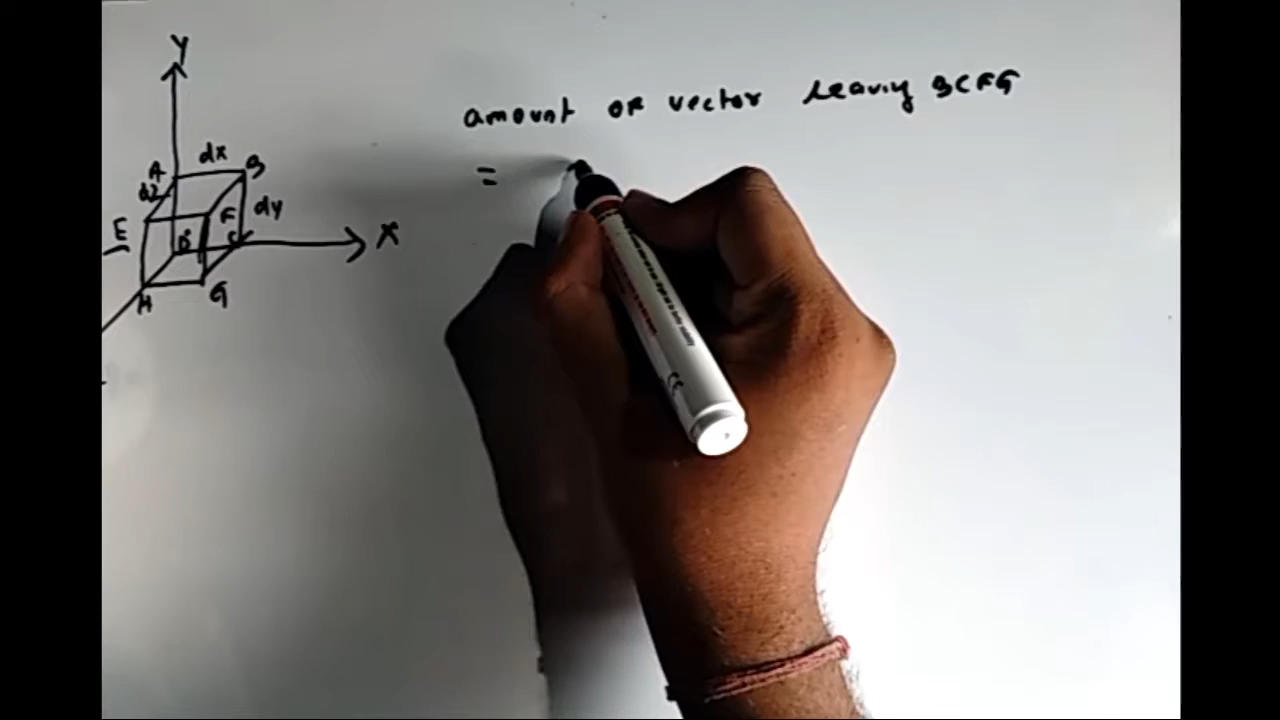 amount of vector leaving BCFG
=
Y
A dx B
dz
F dy
E
D C X
H G